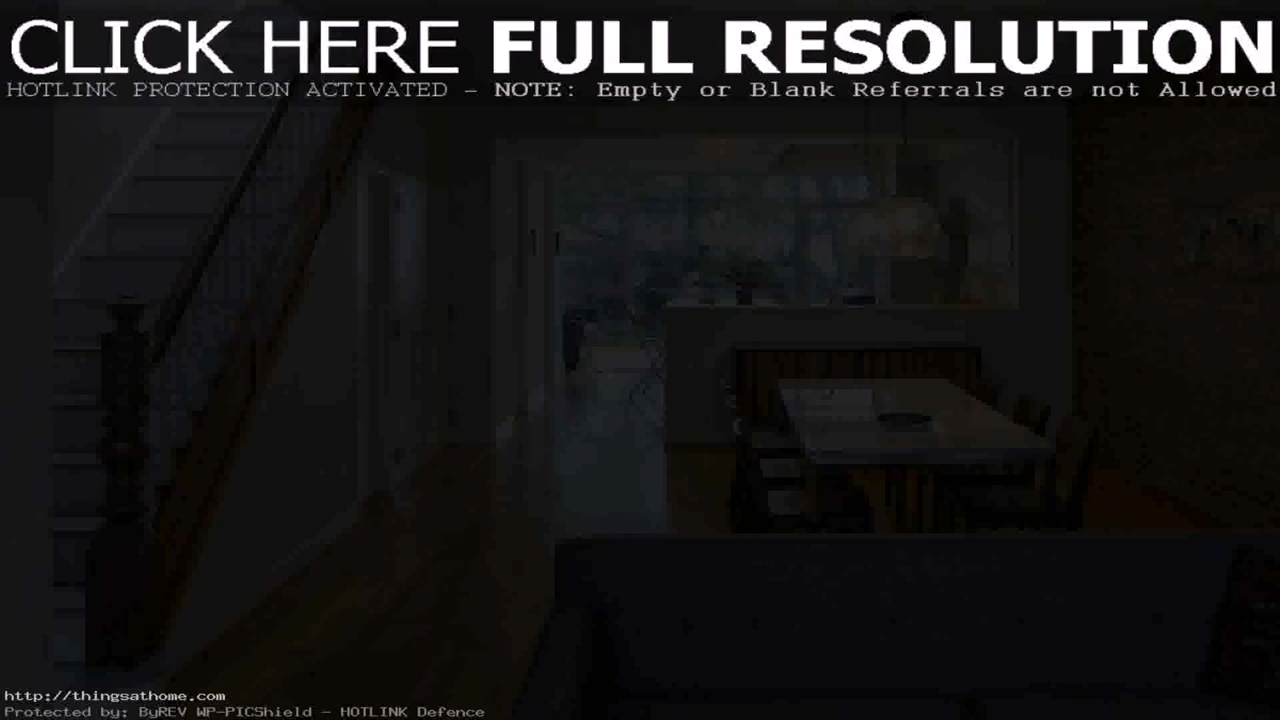 CLICK HERE FULL RESOLUTION
HOTLINK PROTECTION ACTIVATED - NOTE: Empty or Blank Referrals are not Allowed
http://thingsathome.com
Protected by: ByREV WP-PICShield - HOTLINK Defence